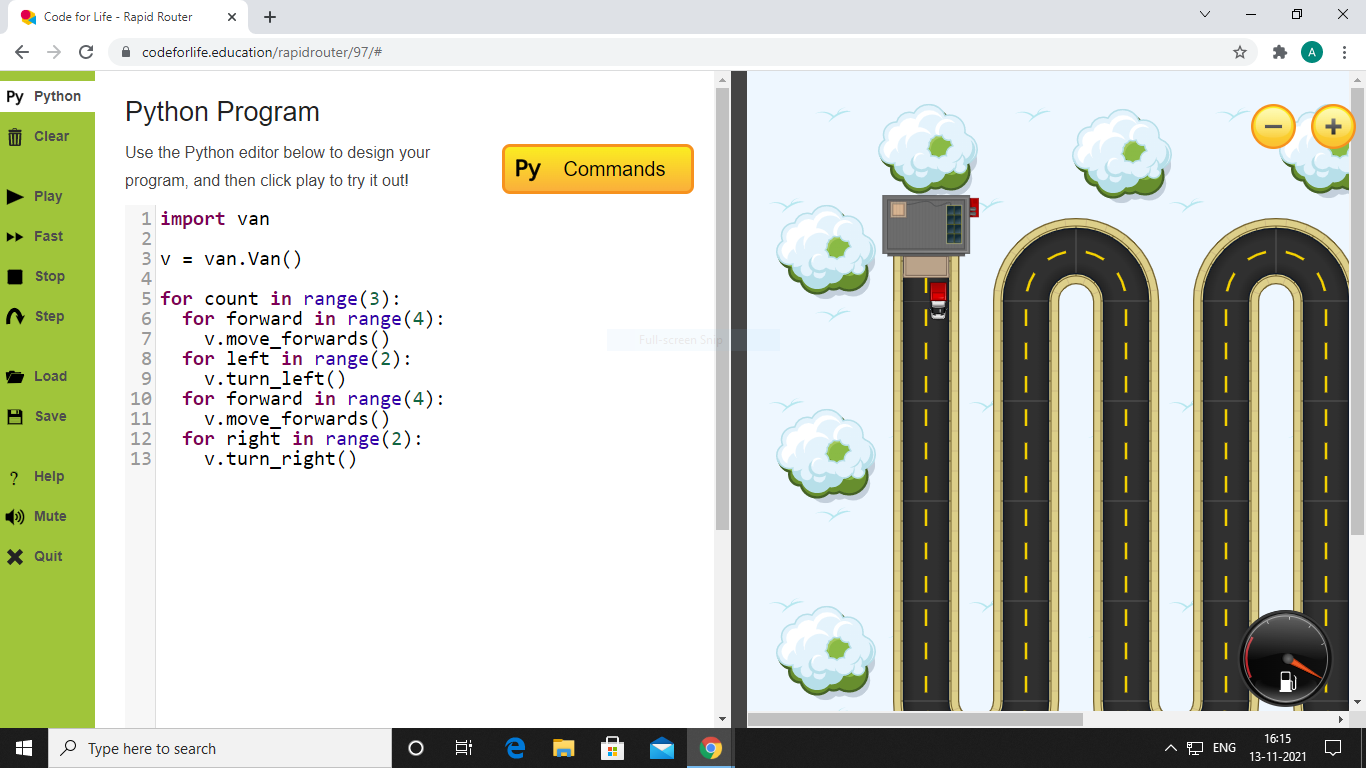 Code for Life - Rapid Router
codeforlife.education/rapidrouter/97/#
A
Py Python
Clear
Play
Fast
Stop
Step
Load
Save
? Help
Mute
Quit
Python Program
Use the Python editor below to design your
program, and then click play to try it out!
Py Commands
1 import van
2
3 v = van.Van()
4
5 for count in range(3):
6   for forward in range(4):
7     v.move_forwards()
8   for left in range(2):
9     v.turn_left()
10   for forward in range(4):
11     v.move_forwards()
12   for right in range(2):
13     v.turn_right()
Full-screen Snip
Type here to search
ENG
16:15
13-11-2021